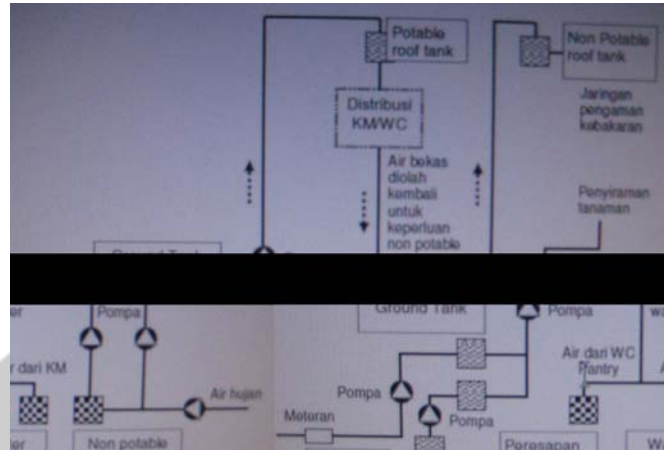 Potable
roof tank
Non Potable
roof tank
Distribusi
KM/WC
Jaringan
pengaman
kebakaran
Air bekas
diolah
kembali
untuk
keperluan
non potable
Penyiraman
tanaman
Ground Tank
Pompa
dari KM
Air hujan
Non potable
Ground Tank
Pompa
Air dari WC
Pantry
Pompa
Meteran
Pompa
Peresapan